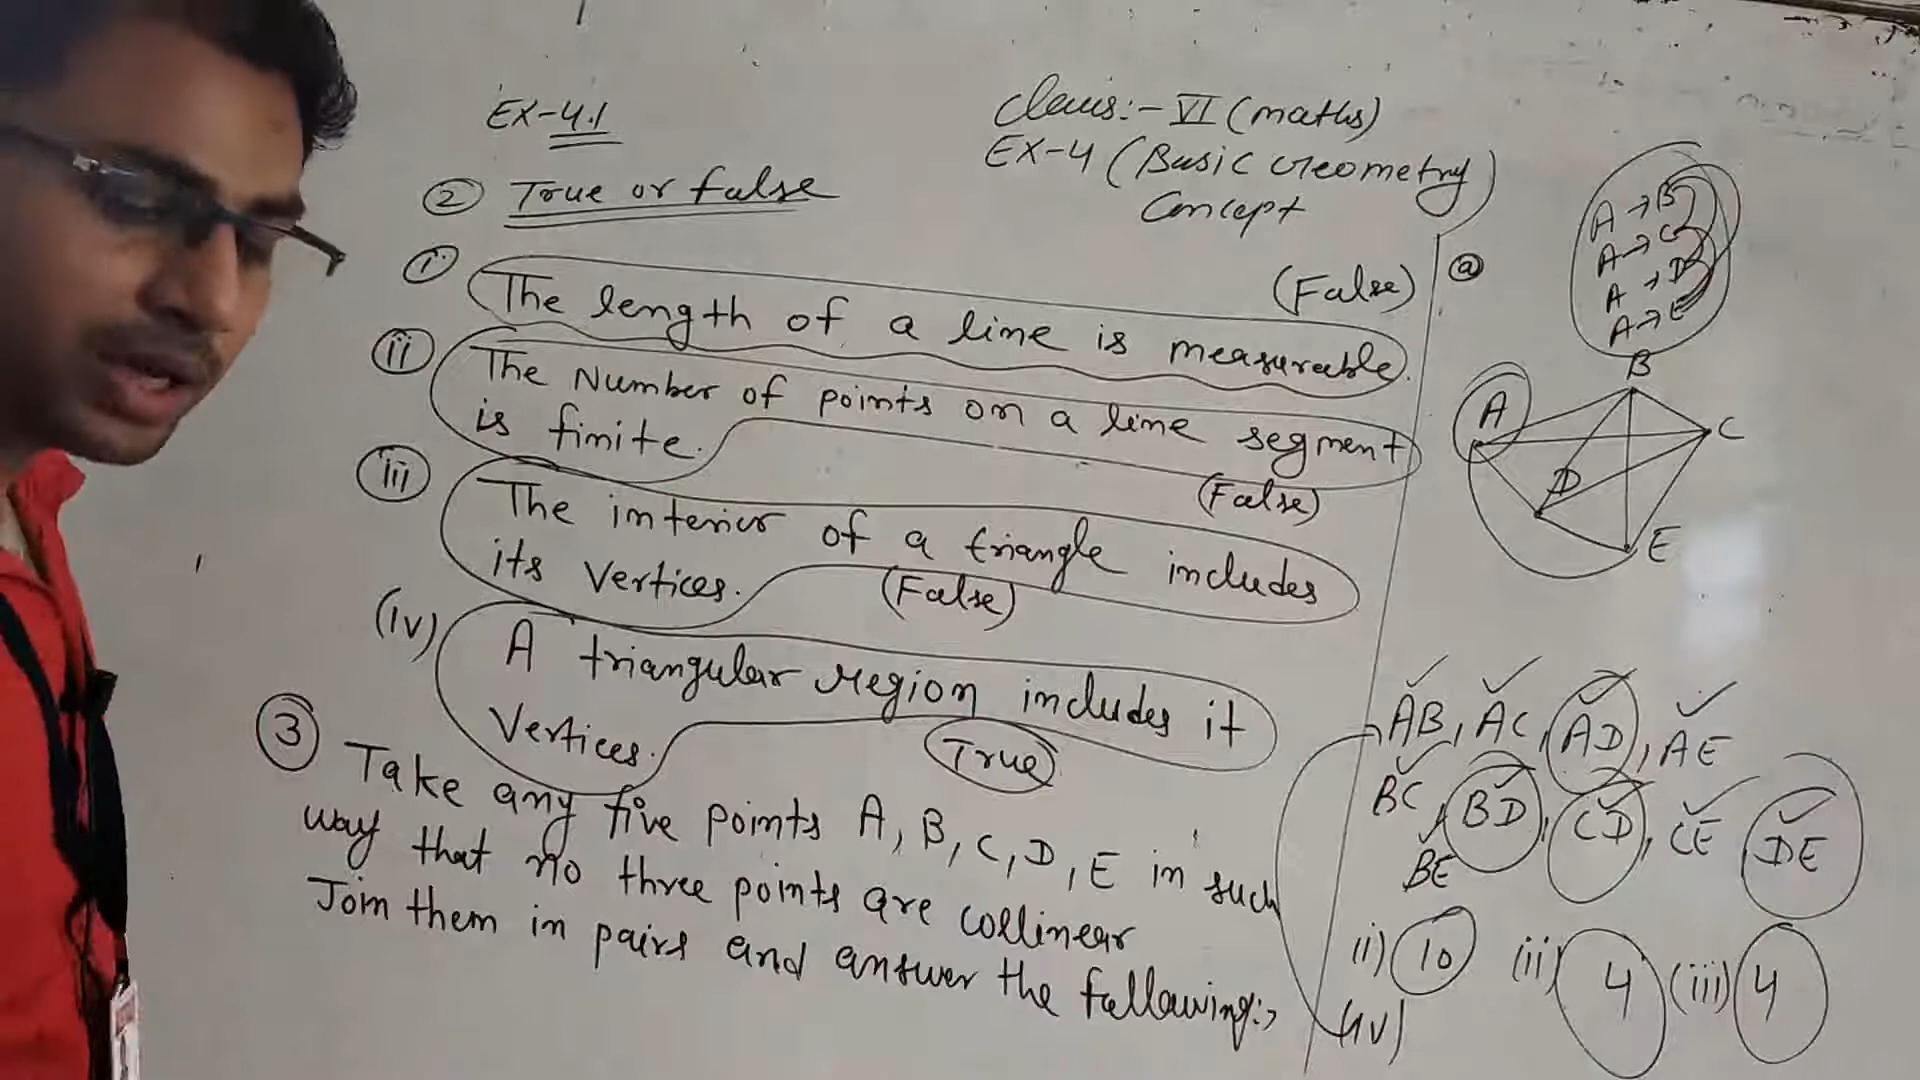 EX-4.1
Class:- VI (maths)
EX-4 (Basic Geometry
Concept
② True or false
i The length of a line is measurable. (False)
ii The Number of points on a line segment
is finite. (False)
iii The interior of a triangle includes
its vertices. (False)
(iv) A triangular region includes it
Vertices. (True)
③ Take any five points A, B, C, D, E in such
way that no three points are collinear
Join them in pairs and answer the following:→
ⓐ
A→B
A→C
A→D
A→E
B
A
C
D
E
AB, AC, AD, AE
BC, BD, CD, CE, DE
BE
(i) 10 (ii) 4 (iii) 4
(iv)